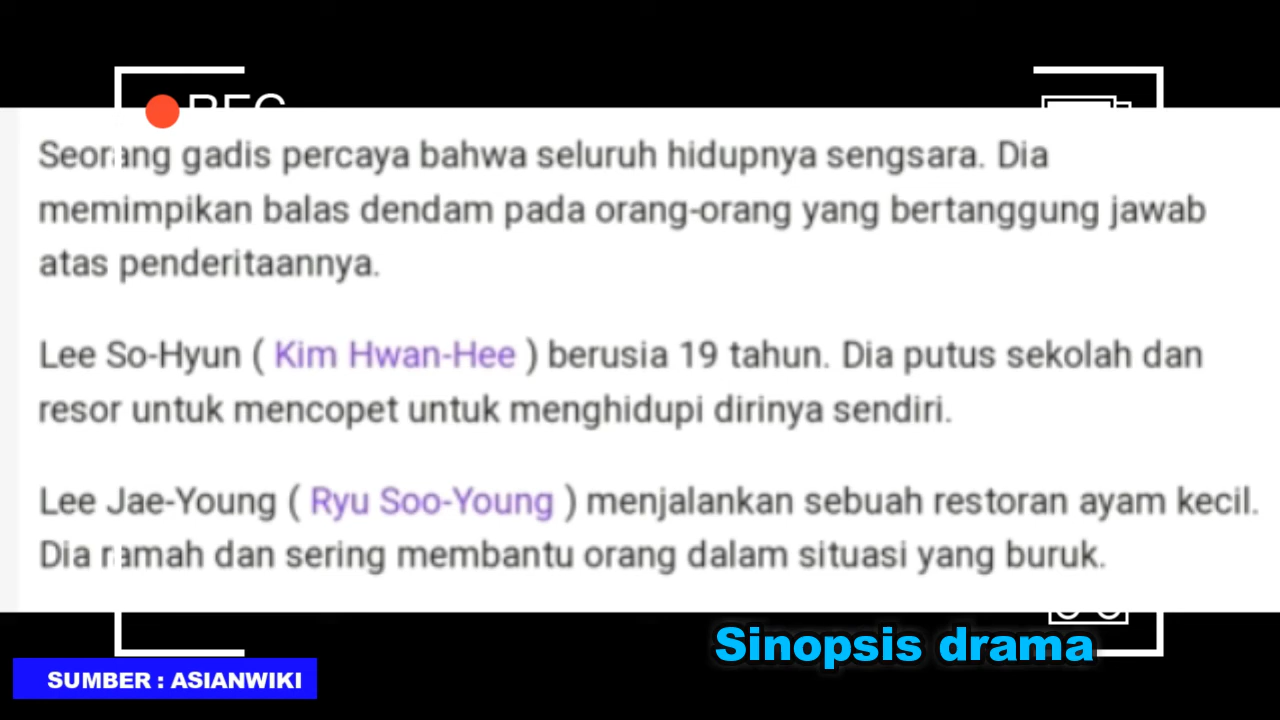 REC
Seorang gadis percaya bahwa seluruh hidupnya sengsara. Dia
memimpikan balas dendam pada orang-orang yang bertanggung jawab
atas penderitaannya.
Lee So-Hyun ( Kim Hwan-Hee ) berusia 19 tahun. Dia putus sekolah dan
resor untuk mencopet untuk menghidupi dirinya sendiri.
Lee Jae-Young ( Ryu Soo-Young ) menjalankan sebuah restoran ayam kecil.
Dia ramah dan sering membantu orang dalam situasi yang buruk.
Sinopsis drama
SUMBER : ASIANWIKI